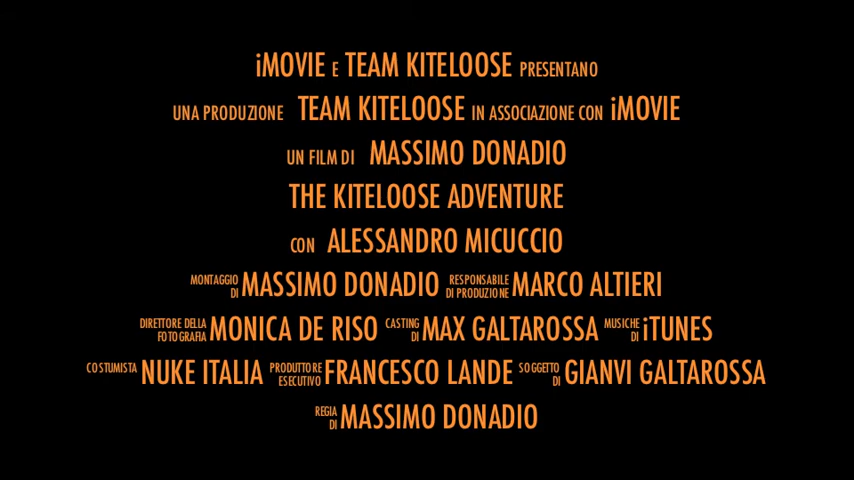 iMOVIE E TEAM KITELOOSE PRESENTANO
UNA PRODUZIONE TEAM KITELOOSE IN ASSOCIAZIONE CON iMOVIE
UN FILM DI MASSIMO DONADIO
THE KITELOOSE ADVENTURE
CON ALESSANDRO MICUCCIO
MONTAGGIO DI MASSIMO DONADIO RESPONSABILE DI PRODUZIONE MARCO ALTIERI
DIRETTORE DELLA FOTOGRAFIA MONICA DE RISO CASTING DI MAX GALTAROSSA MUSICHE DI iTUNES
COSTUMISTA NUKE ITALIA PRODUTTORE ESECUTIVO FRANCESCO LANDE SOGGETTO DI GIANVI GALTAROSSA
REGIA DI MASSIMO DONADIO